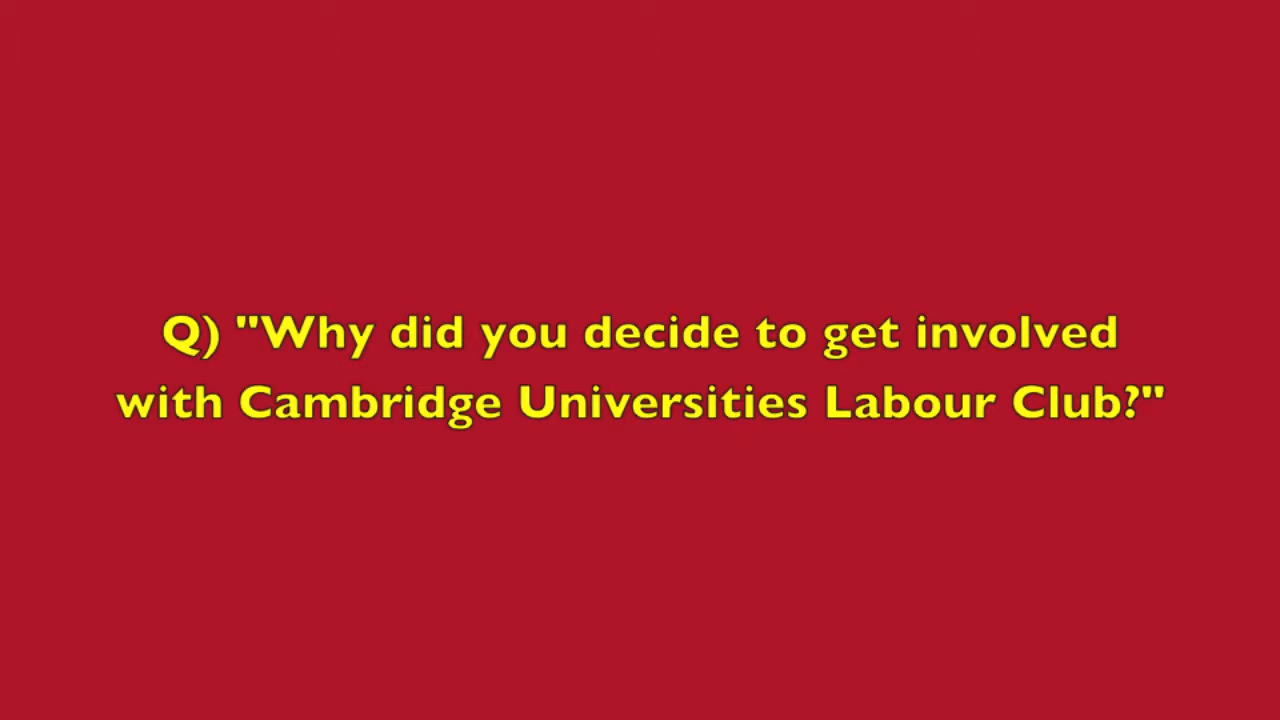 Q) "Why did you decide to get involved
with Cambridge Universities Labour Club?"